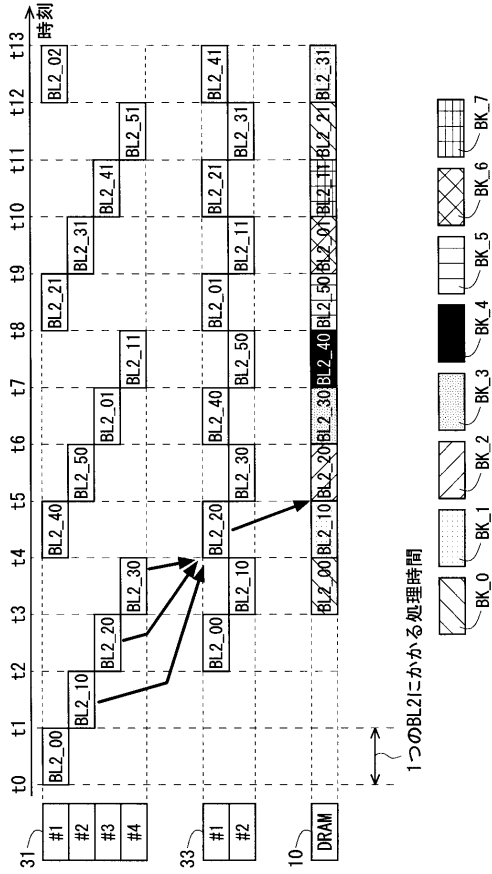 時刻
t0 t1 t2 t3 t4 t5 t6 t7 t8 t9 t10 t11 t12 t13
31
#1 BL2_00 BL2_40 BL2_21 BL2_02
#2 BL2_10 BL2_50 BL2_31
#3 BL2_20 BL2_01 BL2_41
#4 BL2_30 BL2_11 BL2_51
33
#1 BL2_00 BL2_20 BL2_40 BL2_01 BL2_21 BL2_41
#2 BL2_10 BL2_30 BL2_50 BL2_11 BL2_31
10
DRAM BL2_00 BL2_10 BL2_20 BL2_30 BL2_40 BL2_50 BL2_01 BL2_11 BL2_21 BL2_31
1つのBL2にかかる処理時間
BK_0 BK_1 BK_2 BK_3 BK_4 BK_5 BK_6 BK_7